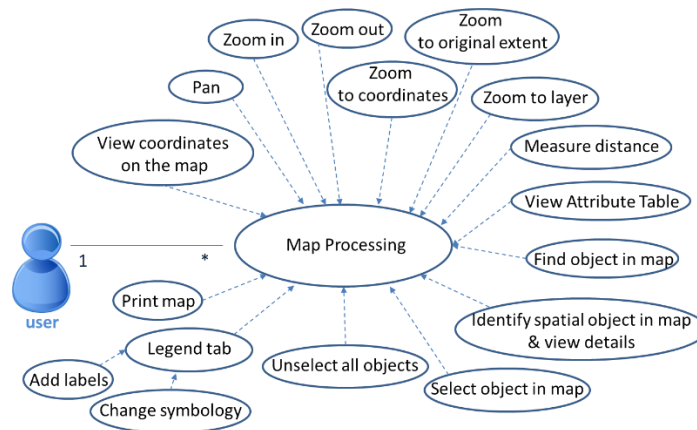 Zoom in
Zoom out
Zoom
to original extent
Pan
Zoom
to coordinates
Zoom to layer
View coordinates
on the map
Measure distance
View Attribute Table
Map Processing
1
*
Find object in map
user
Print map
Identify spatial object in map
& view details
Legend tab
Unselect all objects
Add labels
Select object in map
Change symbology